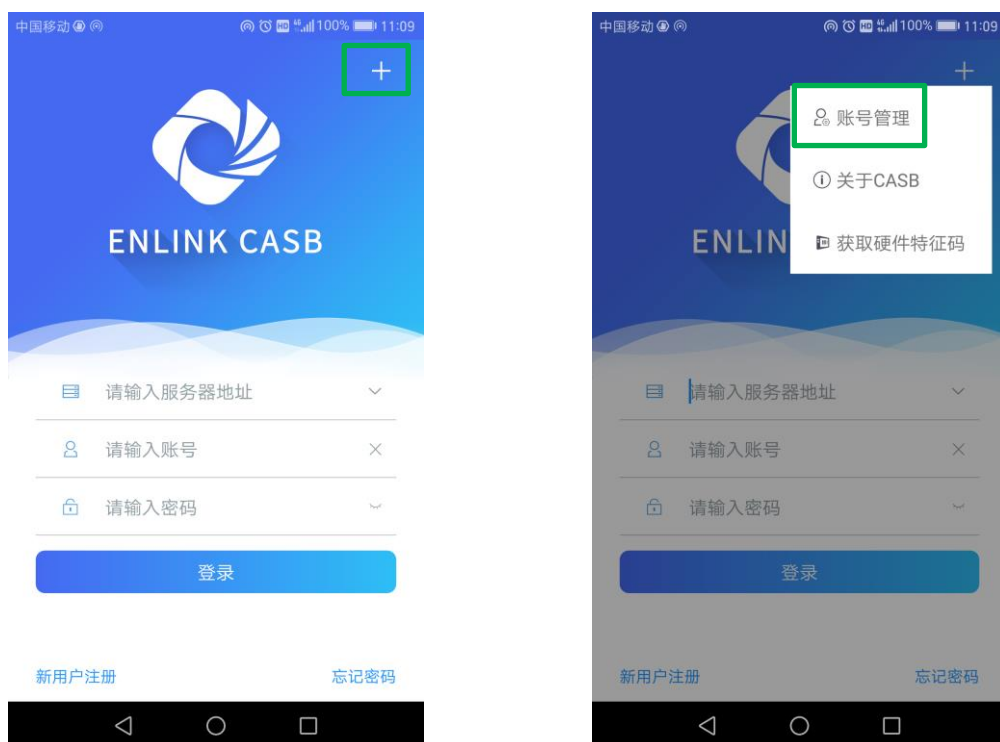 中国移动
HD 46 100% 11:09
ENLINK CASB
请输入服务器地址
请输入账号
请输入密码
登录
新用户注册
忘记密码
中国移动
HD 46 100% 11:09
账号管理
关于CASB
获取硬件特征码
ENLIN
请输入服务器地址
请输入账号
请输入密码
登录
新用户注册
忘记密码